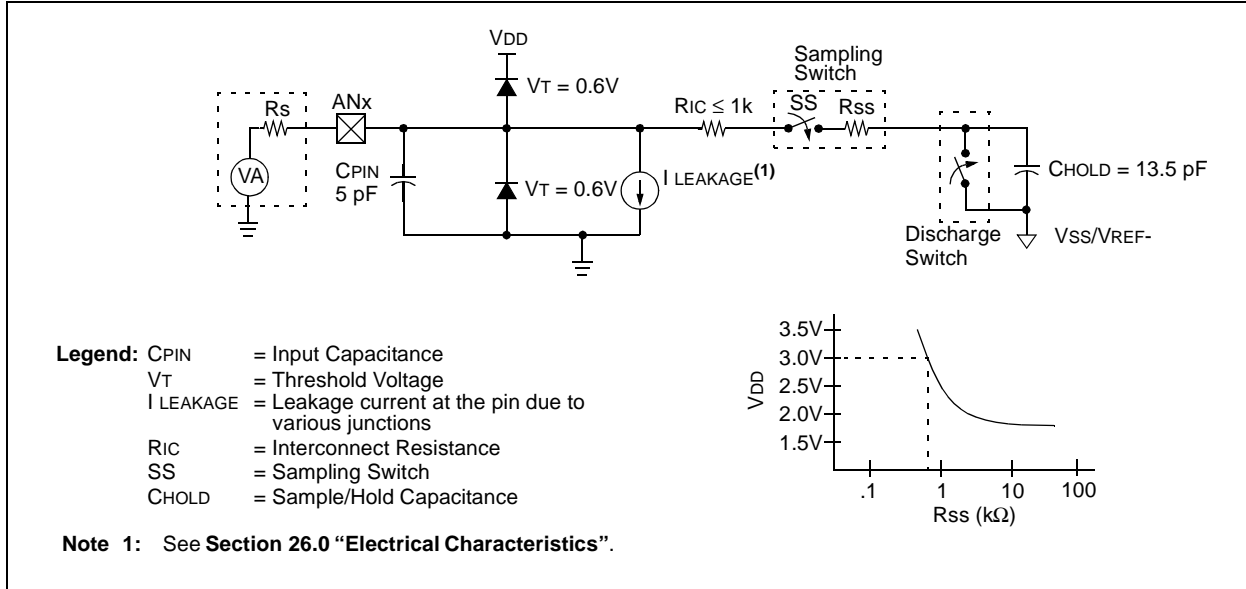 VDD
Sampling
Switch
VT = 0.6V
Rs
ANx
RIC ≤ 1k
SS
Rss
VA
CPIN
5 pF
VT = 0.6V
I LEAKAGE(1)
CHOLD = 13.5 pF
Discharge
Switch
VSS/VREF-
Legend: CPIN = Input Capacitance
VT = Threshold Voltage
I LEAKAGE = Leakage current at the pin due to
various junctions
RIC = Interconnect Resistance
SS = Sampling Switch
CHOLD = Sample/Hold Capacitance
VDD
3.5V
3.0V
2.5V
2.0V
1.5V
.1 1 10 100
Rss (kΩ)
Note 1: See Section 26.0 “Electrical Characteristics”.